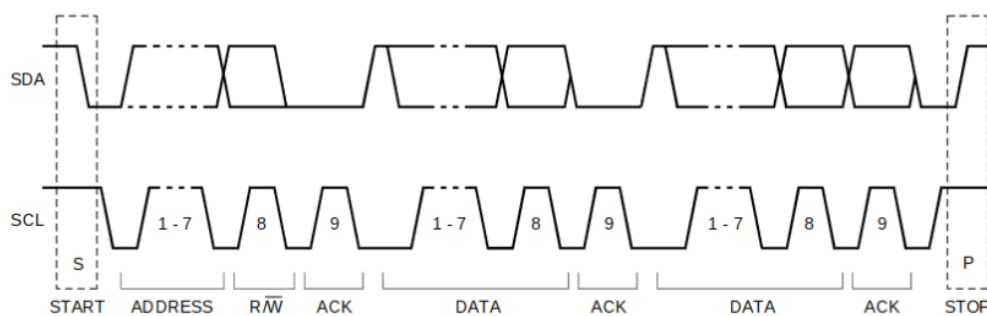 SDA
SCL
1 - 7 8 9 1 - 7 8 9 1 - 7 8 9
S P
START ADDRESS R/W̅ ACK DATA ACK DATA ACK STOP